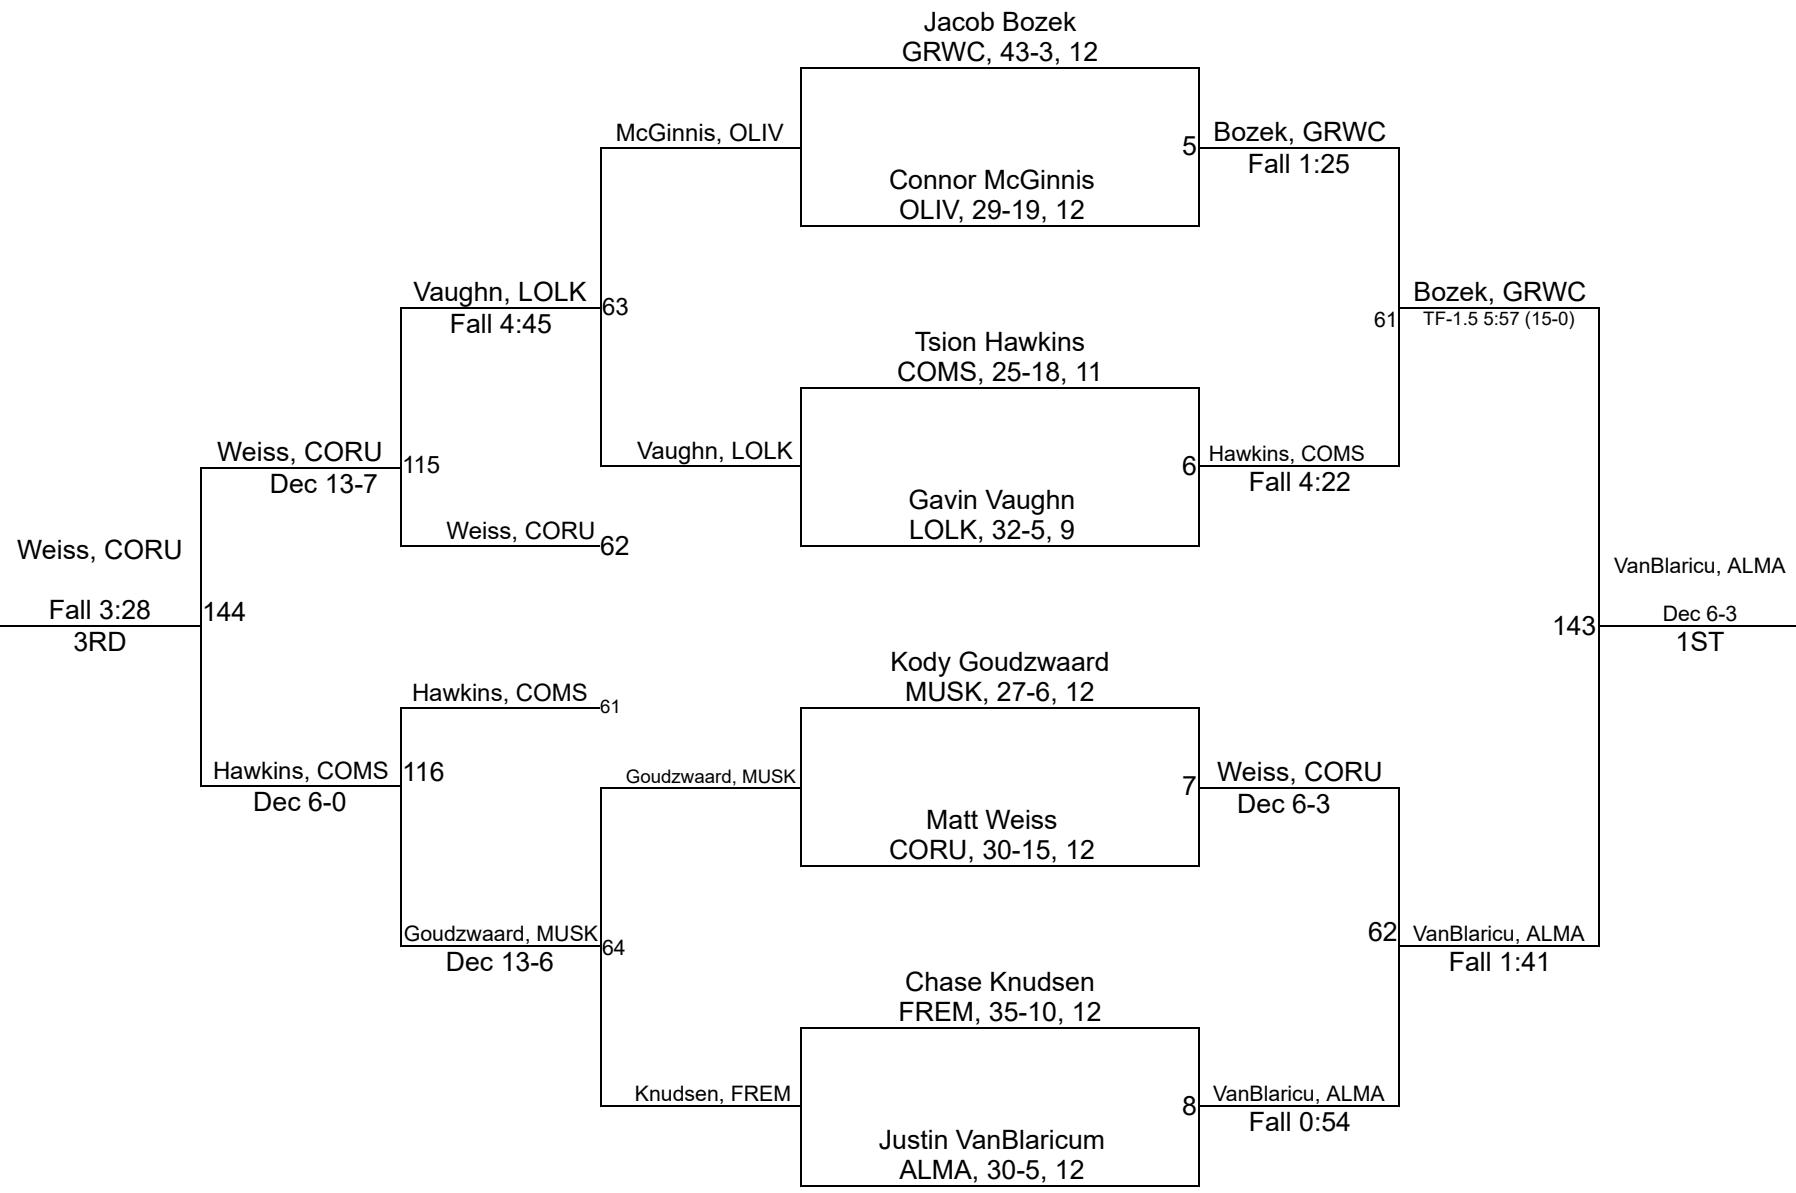 Jacob Bozek
GRWC, 43-3, 12
McGinnis, OLIV
5
Bozek, GRWC
Fall 1:25
Connor McGinnis
OLIV, 29-19, 12
Vaughn, LOLK
63
Fall 4:45
Bozek, GRWC
61
TF-1.5 5:57 (15-0)
Tsion Hawkins
COMS, 25-18, 11
Weiss, CORU
115
Dec 13-7
Vaughn, LOLK
6
Hawkins, COMS
Fall 4:22
Gavin Vaughn
LOLK, 32-5, 9
Weiss, CORU
62
Weiss, CORU
VanBlaricu, ALMA
Fall 3:28
144
3RD
143
Dec 6-3
1ST
Kody Goudzwaard
MUSK, 27-6, 12
Hawkins, COMS
61
Hawkins, COMS
116
Dec 6-0
Goudzwaard, MUSK
7
Weiss, CORU
Dec 6-3
Matt Weiss
CORU, 30-15, 12
Goudzwaard, MUSK
64
Dec 13-6
62
VanBlaricu, ALMA
Fall 1:41
Chase Knudsen
FREM, 35-10, 12
Knudsen, FREM
8
VanBlaricu, ALMA
Fall 0:54
Justin VanBlaricum
ALMA, 30-5, 12